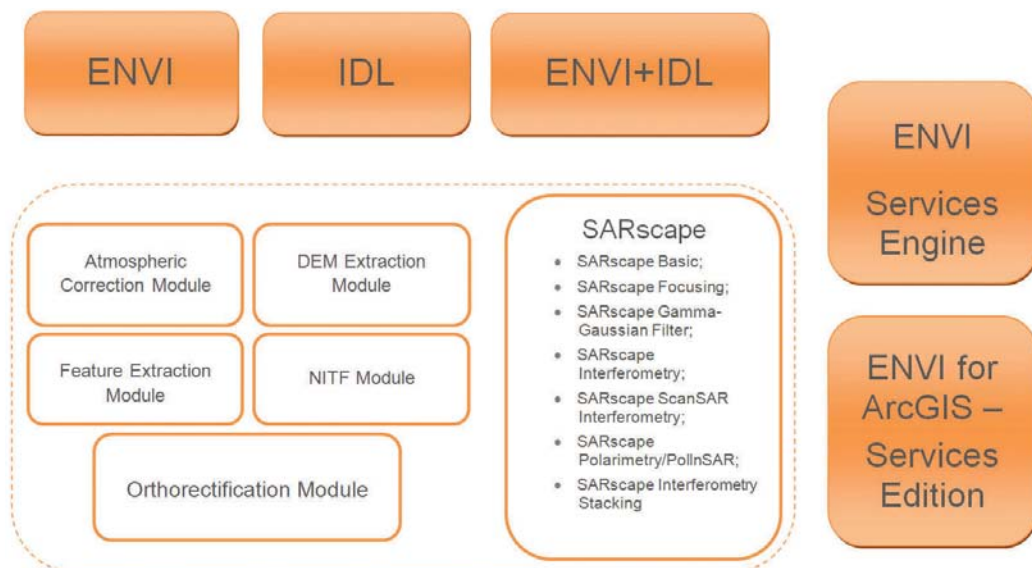 ENVI
IDL
ENVI+IDL
ENVI
Services
Engine
ENVI for
ArcGIS –
Services
Edition
Atmospheric
Correction Module
DEM Extraction
Module
Feature Extraction
Module
NITF Module
Orthorectification Module
SARscape
• SARscape Basic;
• SARscape Focusing;
• SARscape Gamma-
Gaussian Filter;
• SARscape
Interferometry;
• SARscape ScanSAR
Interferometry;
• SARscape
Polarimetry/PolInSAR;
• SARscape Interferometry
Stacking